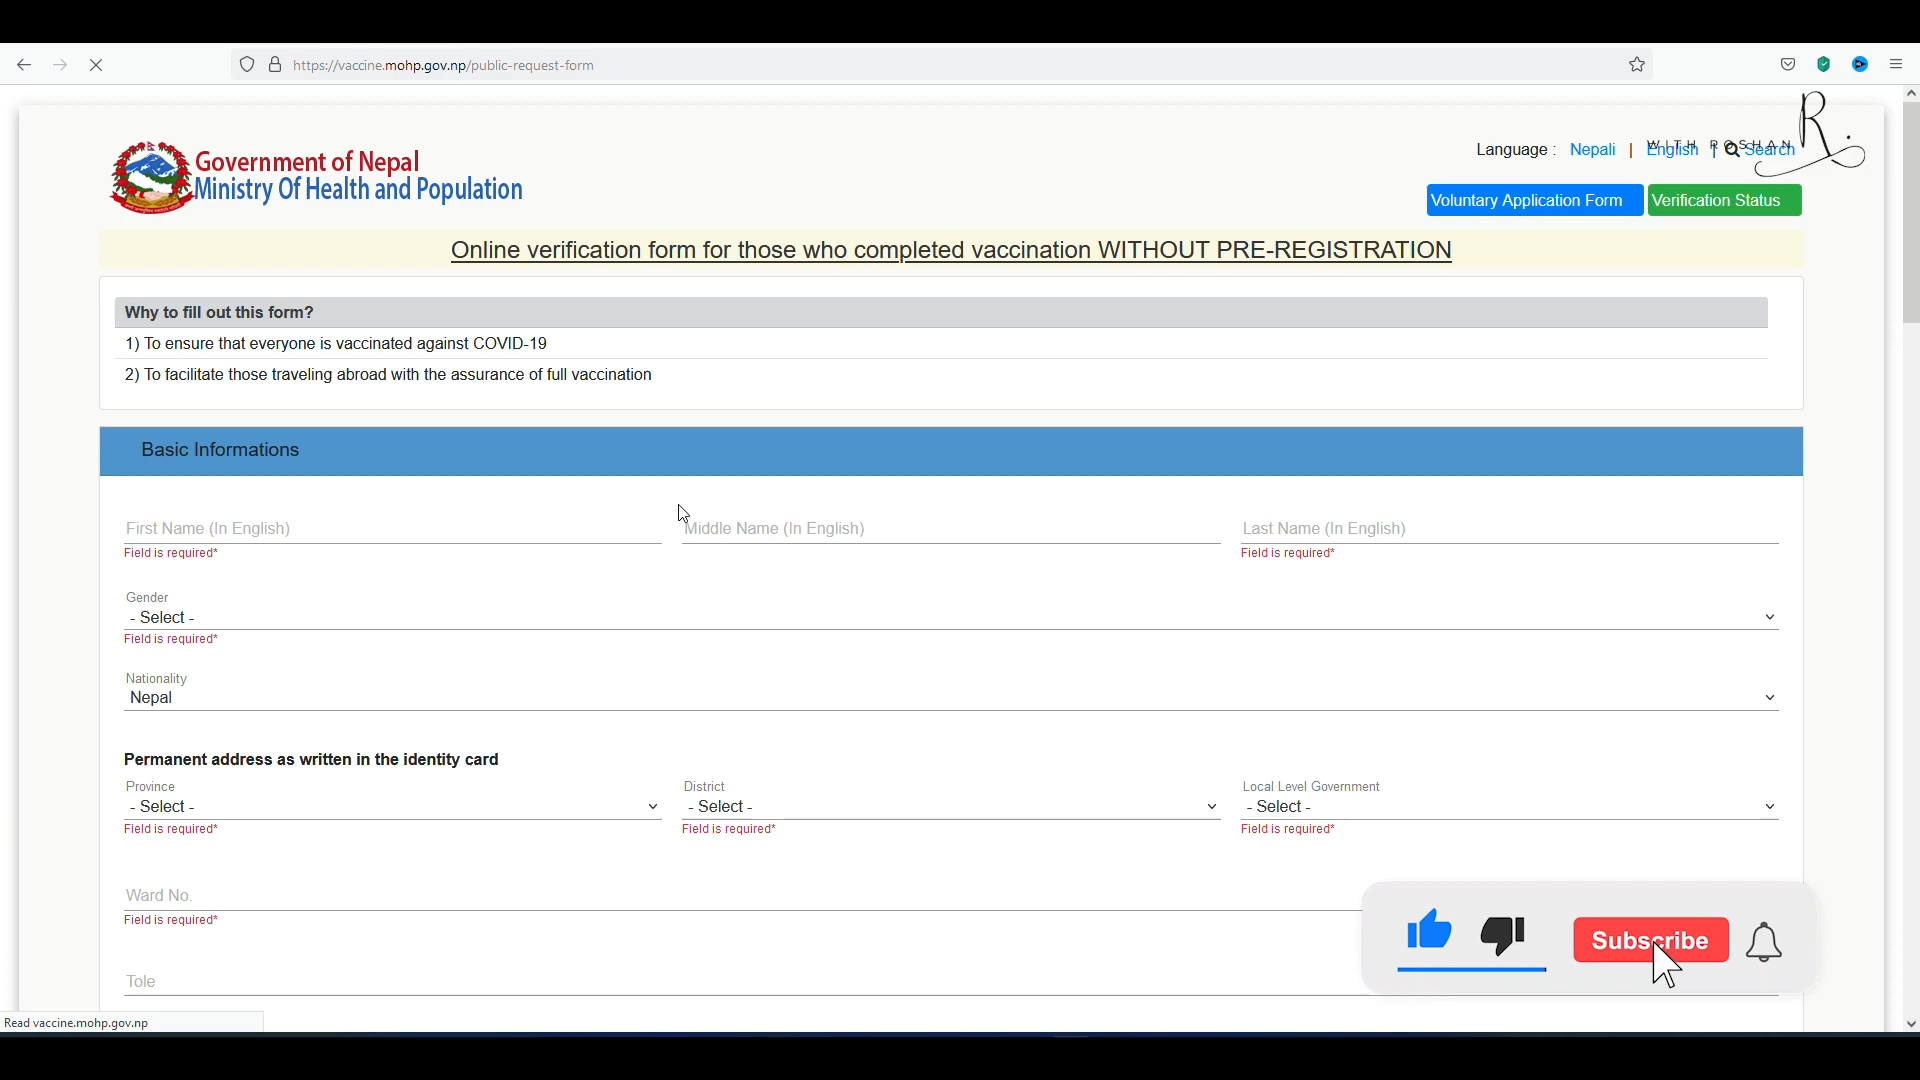 https://vaccine.mohp.gov.np/public-request-form
WITH ROSHAN R.
Government of Nepal
Ministry Of Health and Population
Language : Nepali | English | Search
Voluntary Application Form Verification Status
Online verification form for those who completed vaccination WITHOUT PRE-REGISTRATION
Why to fill out this form?
1) To ensure that everyone is vaccinated against COVID-19
2) To facilitate those traveling abroad with the assurance of full vaccination
Basic Informations
First Name (In English) Middle Name (In English) Last Name (In English)
Field is required* Field is required*
Gender
- Select -
Field is required*
Nationality
Nepal
Permanent address as written in the identity card
Province District Local Level Government
- Select - - Select - - Select -
Field is required* Field is required* Field is required*
Ward No.
Field is required*
Subscribe
Tole
Read vaccine.mohp.gov.np